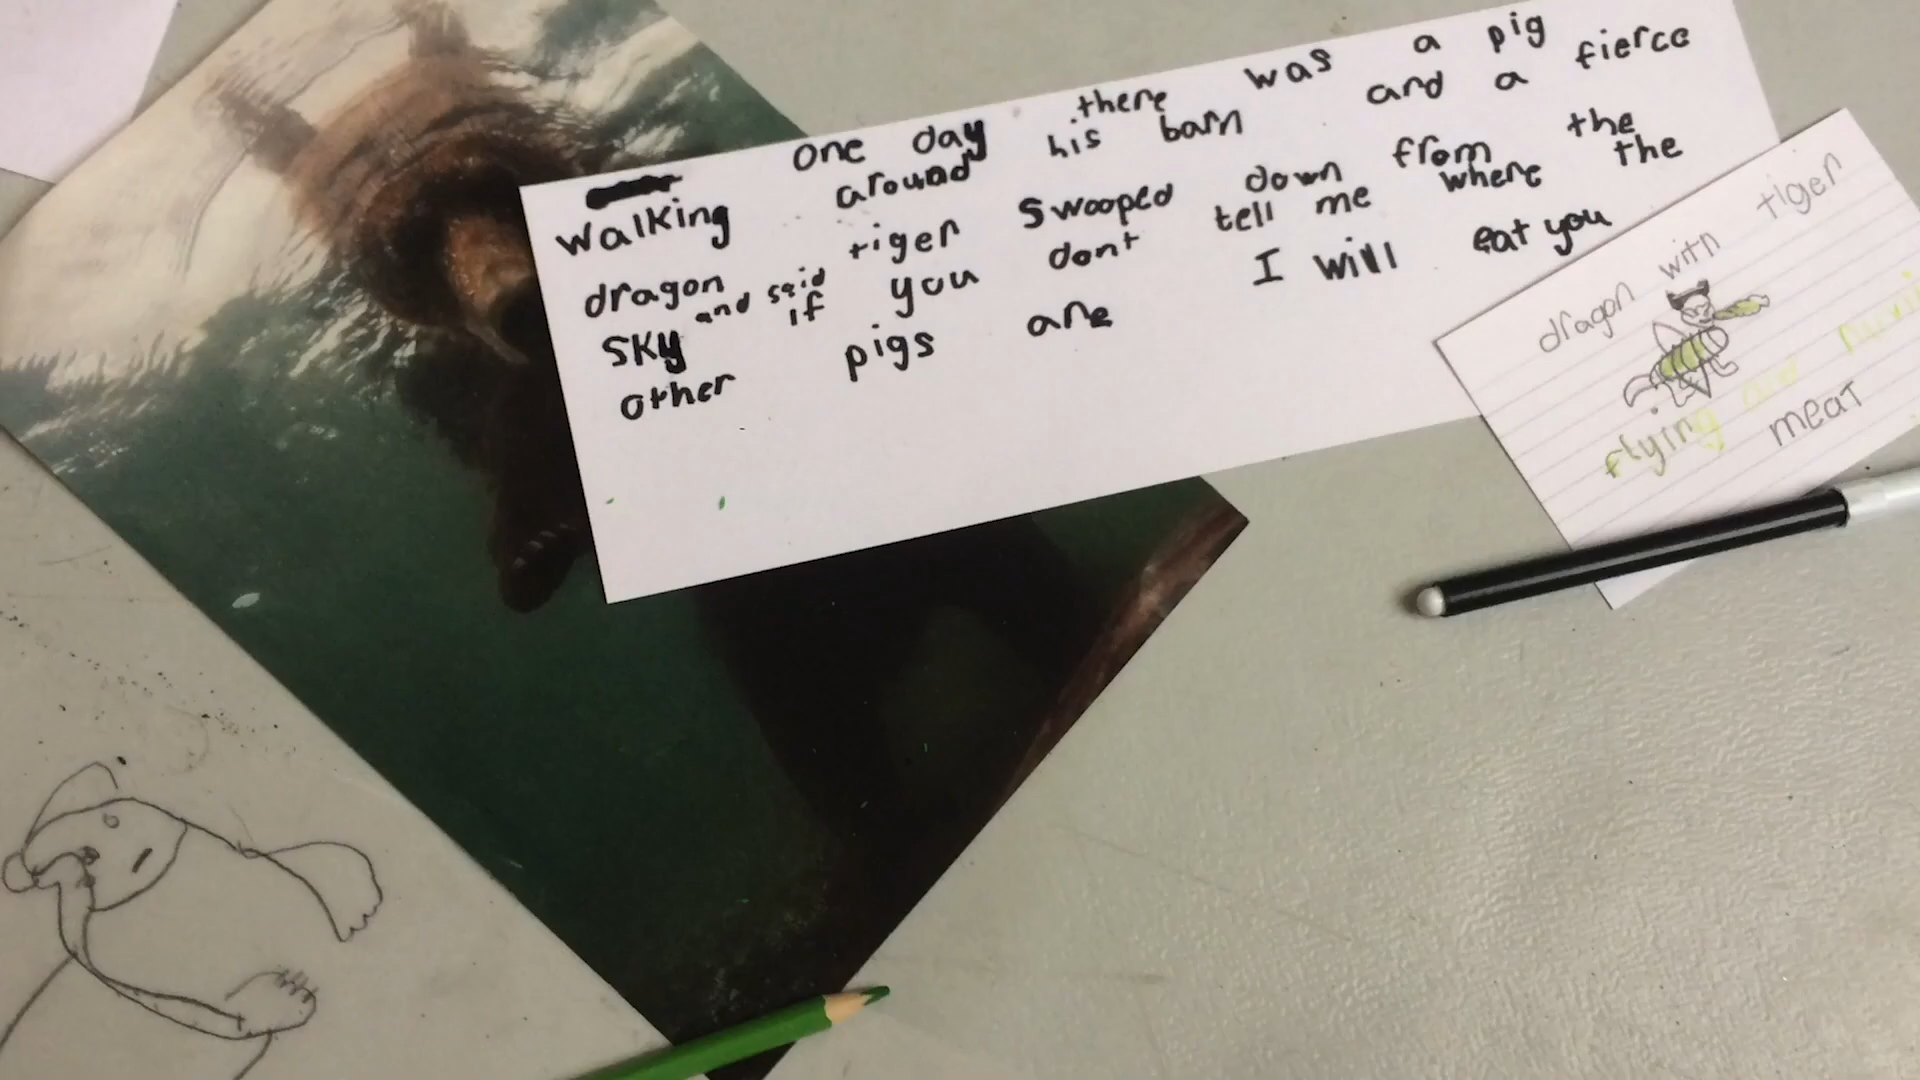 one day there was a pig
walking around his barn and a fierce
dragon tiger swooped down from the
sky and said if you dont tell me where the
other pigs are I will eat you
dragon with tiger
flying and
meat